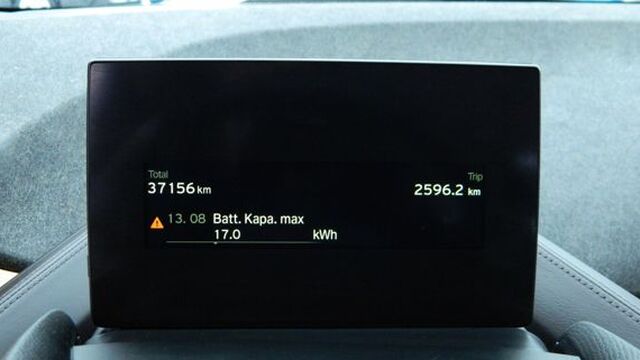 Total
Trip
37156 km
2596.2 km
13. 08 Batt. Kapa. max
17.0 kWh